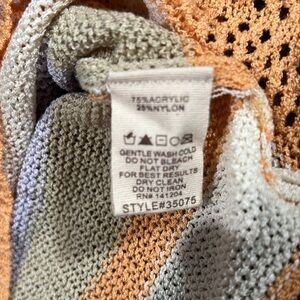 75%ACRYLIC
25%NYLON
GENTLE WASH COLD
DO NOT BLEACH
FLAT DRY
FOR BEST RESULTS
DRY CLEAN
DO NOT IRON
RN# 141204
STYLE#35075